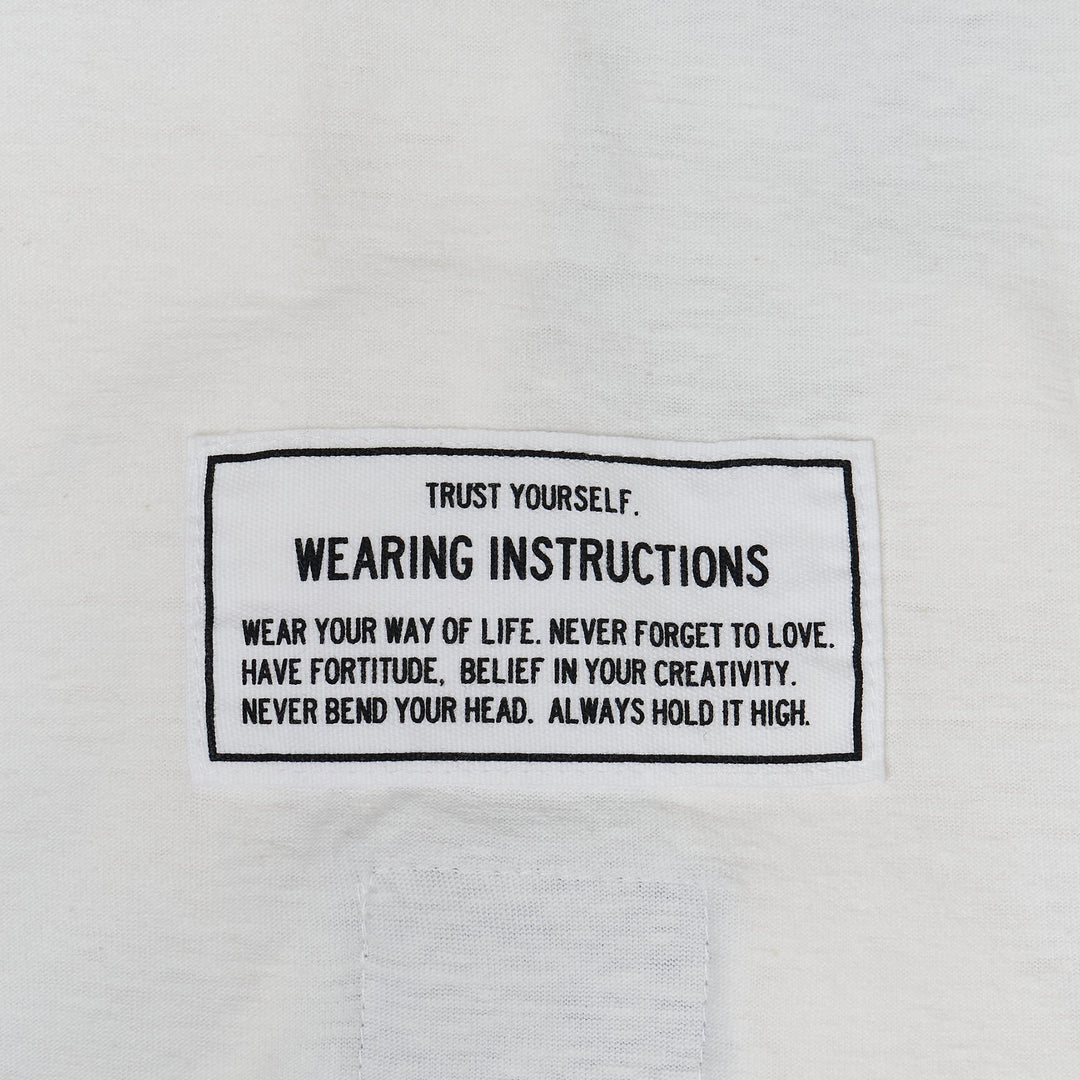 TRUST YOURSELF.
WEARING INSTRUCTIONS
WEAR YOUR WAY OF LIFE. NEVER FORGET TO LOVE.
HAVE FORTITUDE, BELIEF IN YOUR CREATIVITY.
NEVER BEND YOUR HEAD. ALWAYS HOLD IT HIGH.